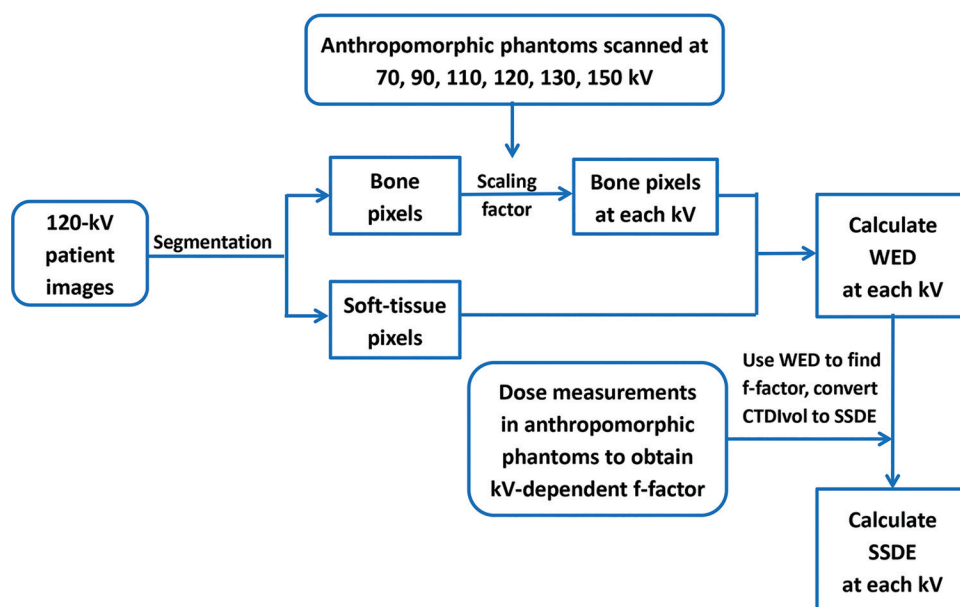 Anthropomorphic phantoms scanned at
70, 90, 110, 120, 130, 150 kV
120-kV
patient
images
Segmentation
Bone
pixels
Scaling
factor
Bone pixels
at each kV
Soft-tissue
pixels
Calculate
WED
at each kV
Use WED to find
f-factor, convert
CTDIvol to SSDE
Dose measurements
in anthropomorphic
phantoms to obtain
kV-dependent f-factor
Calculate
SSDE
at each kV